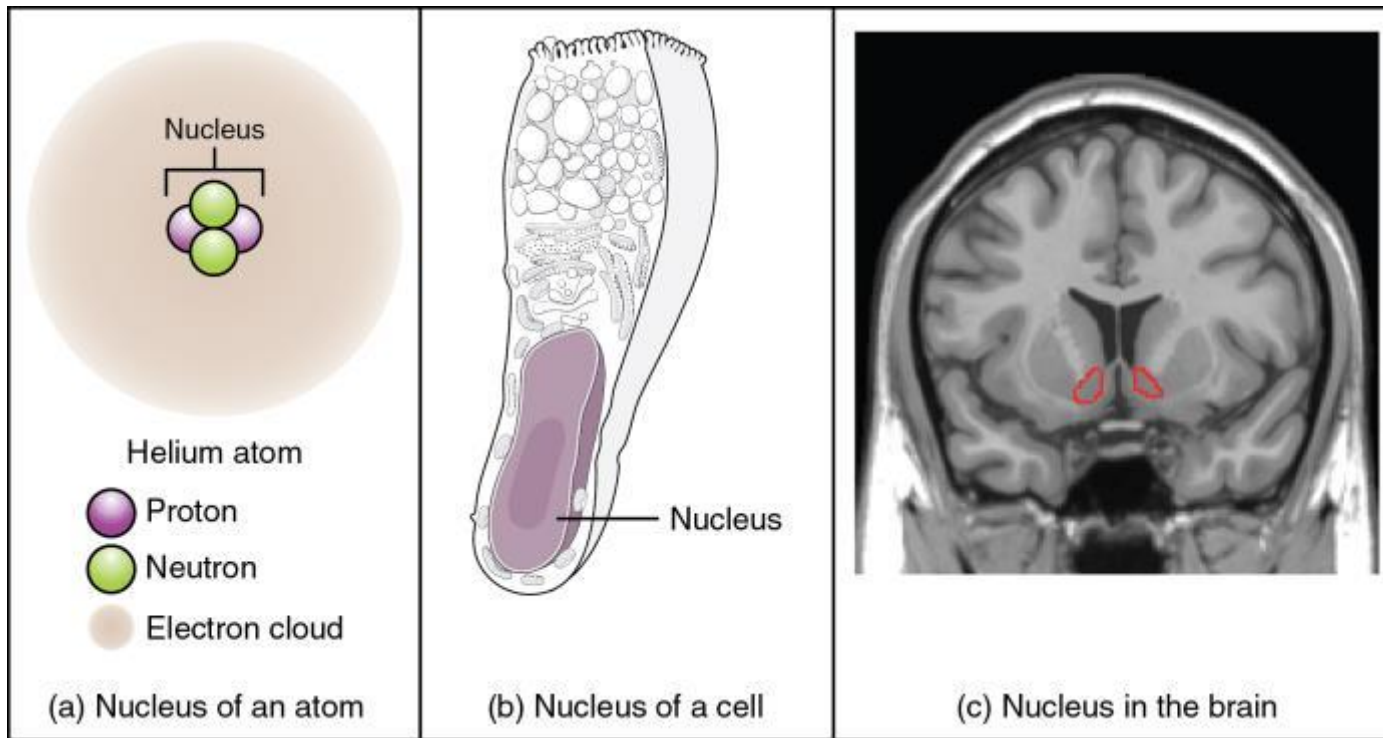 Nucleus
Helium atom
Proton
Neutron
Electron cloud
(a) Nucleus of an atom
Nucleus
(b) Nucleus of a cell
(c) Nucleus in the brain